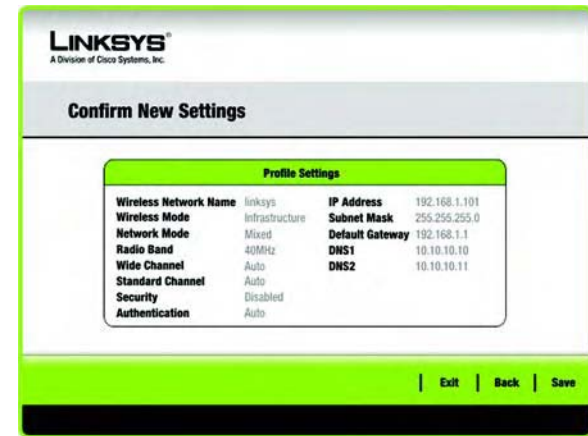 LINKSYS®
A Division of Cisco Systems, Inc.
Confirm New Settings
Profile Settings
Wireless Network Name linksys
Wireless Mode Infrastructure
Network Mode Mixed
Radio Band 40MHz
Wide Channel Auto
Standard Channel Auto
Security Disabled
Authentication Auto
IP Address 192.168.1.101
Subnet Mask 255.255.255.0
Default Gateway 192.168.1.1
DNS1 10.10.10.10
DNS2 10.10.10.11
Exit | Back | Save